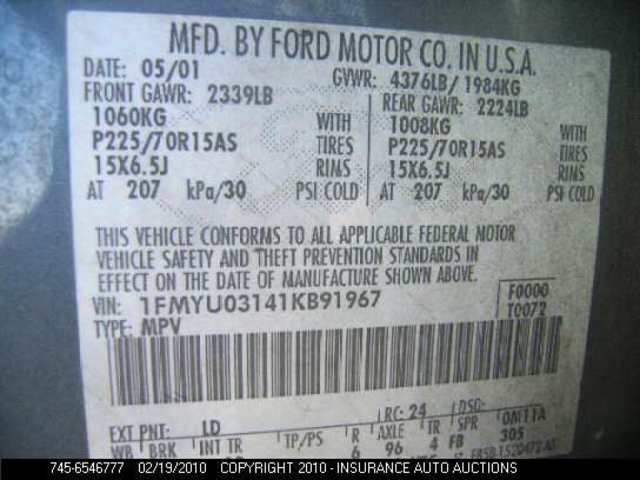 MFD. BY FORD MOTOR CO. IN U.S.A.
DATE: 05/01 GVWR: 4376LB/ 1984KG
FRONT GAWR: 2339LB REAR GAWR: 2224LB
1060KG WITH 1008KG WITH
P225/70R15AS TIRES P225/70R15AS TIRES
15X6.5J RIMS 15X6.5J RIMS
AT 207 kPa/30 PSI COLD AT 207 kPa/30 PSI COLD
THIS VEHICLE CONFORMS TO ALL APPLICABLE FEDERAL MOTOR
VEHICLE SAFETY AND THEFT PREVENTION STANDARDS IN
EFFECT ON THE DATE OF MANUFACTURE SHOWN ABOVE.
VIN: 1FMYU03141KB91967 F0000
TYPE: MPV T0072
EXT PNT: LD RC: 24 DSO:
WB BRK INT TR TP/PS R AXLE TR SPR
6 96 4 FB 305
745-6546777 02/19/2010 COPYRIGHT 2010 - INSURANCE AUTO AUCTIONS